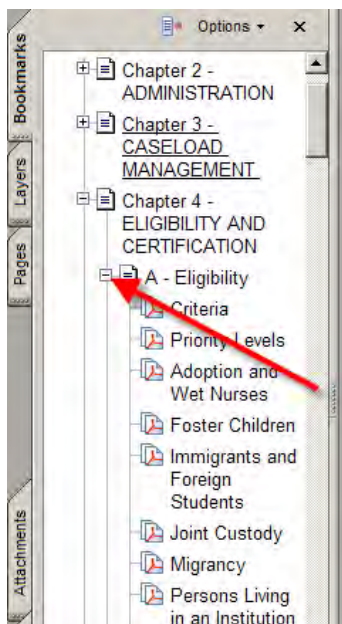 Options
Bookmarks
Layers
Pages
Attachments
Chapter 2 -
ADMINISTRATION
Chapter 3 -
CASELOAD
MANAGEMENT
Chapter 4 -
ELIGIBILITY AND
CERTIFICATION
A - Eligibility
Criteria
Priority Levels
Adoption and
Wet Nurses
Foster Children
Immigrants and
Foreign
Students
Joint Custody
Migrancy
Persons Living
in an Institution